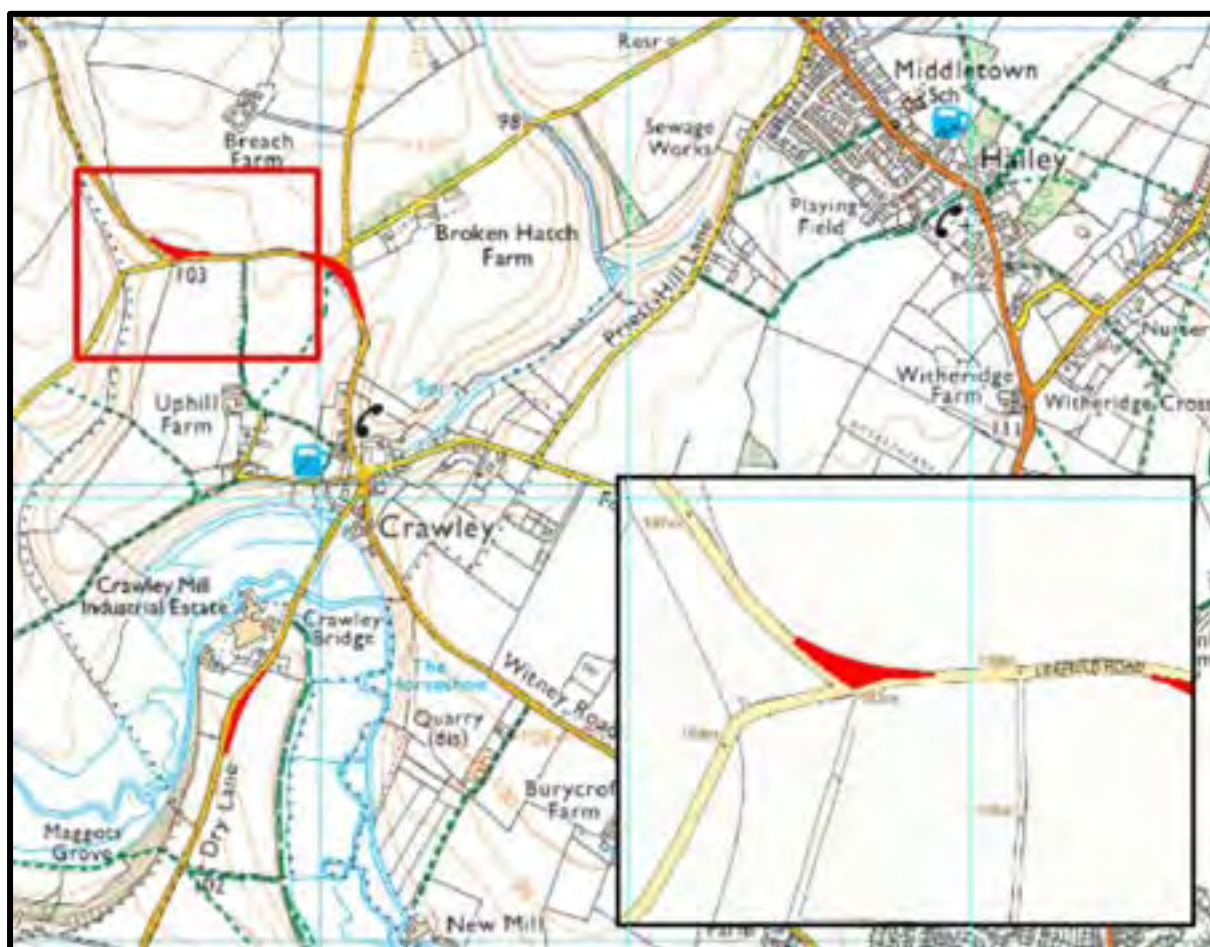 Resr
Middletown
Sch
98
Sewage
Works
Hailey
Breach
Farm
Playing
Field
Broken Hatch
Farm
103
Priest Hill Lane
Witheridge
Farm
Witheridge Cross
111
Uphill
Farm
Crawley
Crawley Mill
Industrial Estate
Crawley
Bridge
The
Witney Road
Quarry
(dis)
Burycroft
Farm
Maggots
Grove
Dry Lane
102
New Mill
ROAD